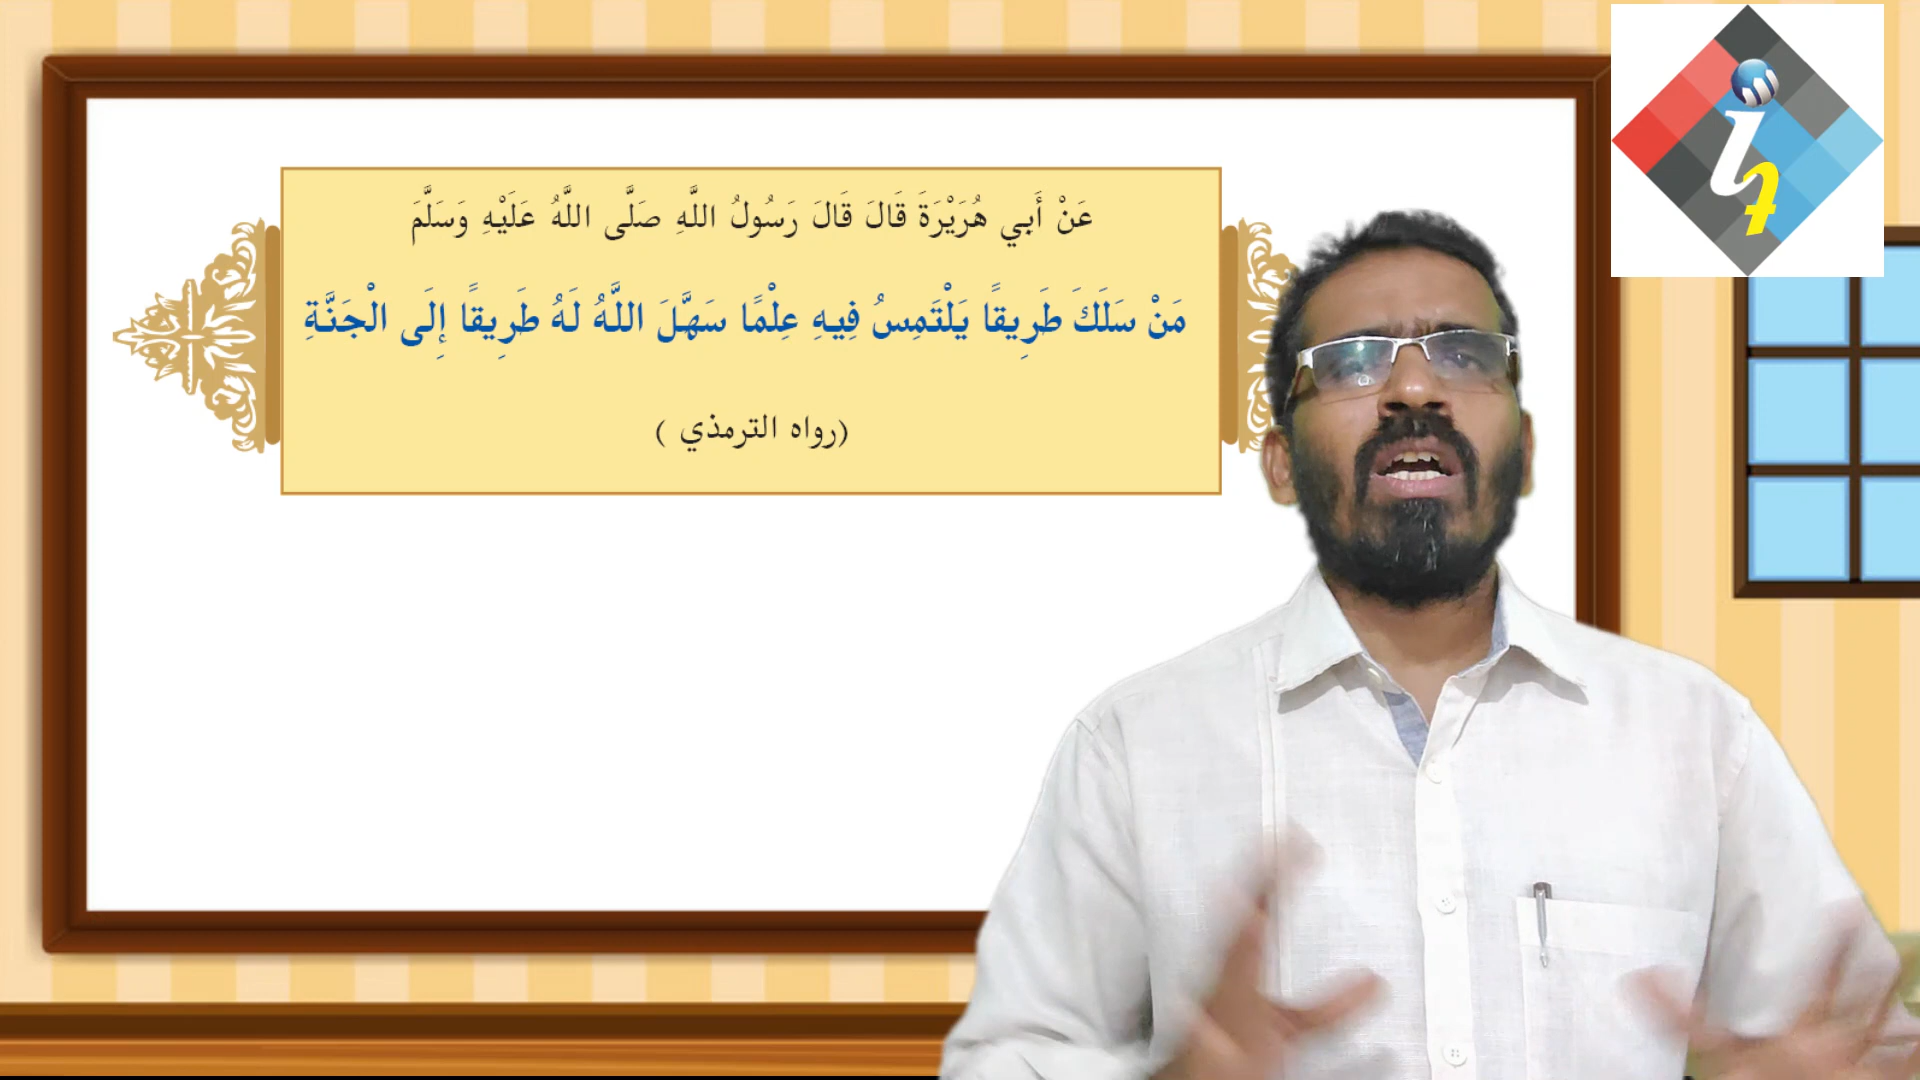 عَنْ أَبِي هُرَيْرَةَ قَالَ قَالَ رَسُولُ اللَّهِ صَلَّى اللَّهُ عَلَيْهِ وَسَلَّمَ
مَنْ سَلَكَ طَرِيقًا يَلْتَمِسُ فِيهِ عِلْمًا سَهَّلَ اللَّهُ لَهُ طَرِيقًا إِلَى الْجَنَّةِ
(رواه الترمذي )